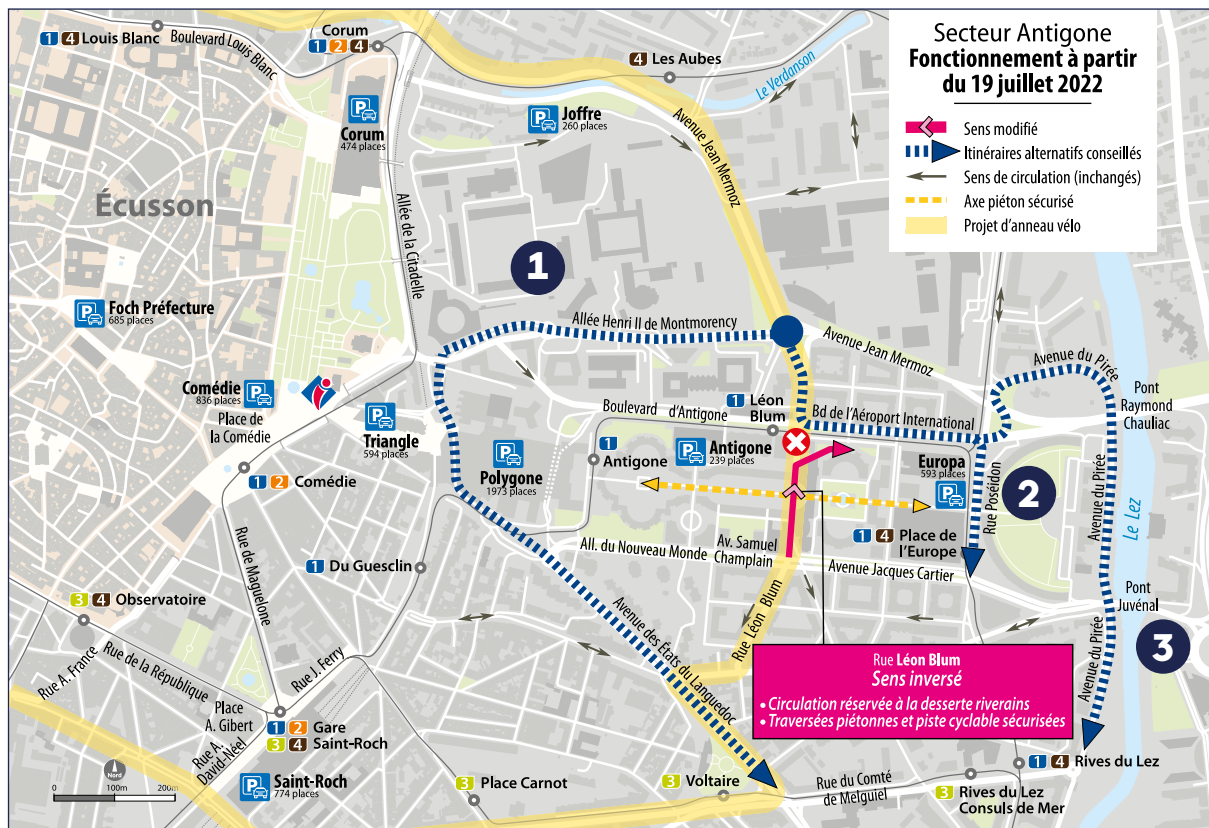 Secteur Antigone
Fonctionnement à partir
du 19 juillet 2022
Sens modifié
Itinéraires alternatifs conseillés
Sens de circulation (inchangés)
Axe piéton sécurisé
Projet d'anneau vélo
1 4 Louis Blanc
Boulevard Louis Blanc
Corum
1 2 4
4 Les Aubes
Le Verdanson
P
Corum
474 places
P
Joffre
260 places
Avenue Jean Mermoz
Écusson
Allée de la Citadelle
1
P
Foch Préfecture
685 places
Allée Henri II de Montmorency
Avenue Jean Mermoz
Avenue du Pirée
Pont
Raymond
Chauliac
Comédie
836 places
P
Place de
la Comédie
P
Triangle
594 places
1 Léon
Blum
Boulevard d'Antigone
Bd de l'Aéroport International
P
Polygone
1973 places
1
Antigone
P
Antigone
239 places
Europa
593 places
P
2
Rue Poséidon
Avenue du Pirée
Le Lez
1 2 Comédie
Rue de Maguelone
1 Du Guesclin
All. du Nouveau Monde
Av. Samuel
Champlain
1 4 Place de
l'Europe
Avenue Jacques Cartier
Pont
Juvénal
3 4 Observatoire
Rue de la République
Rue A. France
Rue J. Ferry
Avenue des États du Languedoc
Rue Léon Blum
Avenue du Pirée
3
Rue Léon Blum
Sens inversé
• Circulation réservée à la desserte riverains
• Traversées piétonnes et piste cyclable sécurisées
Place
A. Gibert
Rue A.
David-Néel
1 2 Gare
3 4 Saint-Roch
P
Saint-Roch
774 places
Nord
0 100m 200m
3 Place Carnot
3 Voltaire
Rue du Comté
de Melguiel
1 4 Rives du Lez
3 Rives du Lez
Consuls de Mer